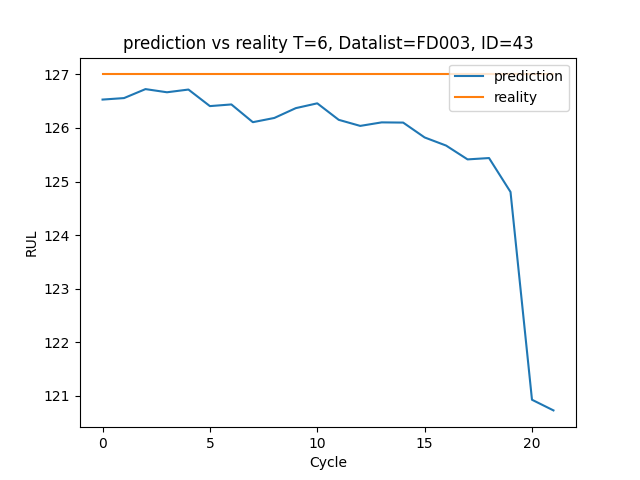 prediction vs reality T=6, Datalist=FD003, ID=43
127
126
125
124
123
122
121
RUL
prediction
reality
0 5 10 15 20
Cycle